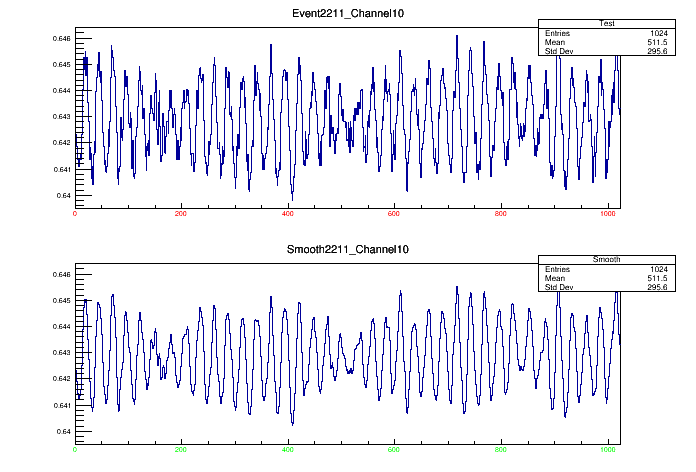 Event2211_Channel10
Test
Entries 1024
Mean 511.5
Std Dev 295.6
0.646
0.645
0.644
0.643
0.642
0.641
0.64
0 200 400 600 800 1000
Smooth2211_Channel10
Smooth
Entries 1024
Mean 511.5
Std Dev 295.6
0.646
0.645
0.644
0.643
0.642
0.641
0.64
0 200 400 600 800 1000